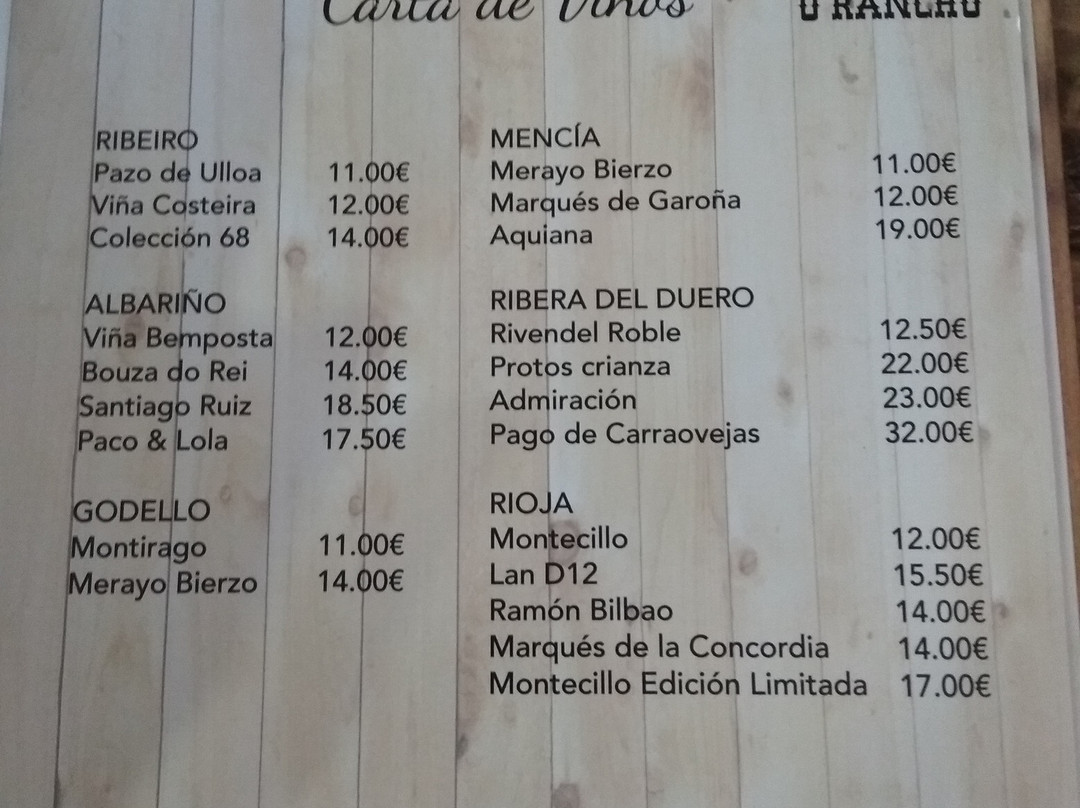 Carta de Vinos
O RANCHO
RIBEIRO
Pazo de Ulloa 11.00€
Viña Costeira 12.00€
Colección 68 14.00€
ALBARIÑO
Viña Bemposta 12.00€
Bouza do Rei 14.00€
Santiago Ruiz 18.50€
Paco & Lola 17.50€
GODELLO
Montirago 11.00€
Merayo Bierzo 14.00€
MENCÍA
Merayo Bierzo 11.00€
Marqués de Garoña 12.00€
Aquiana 19.00€
RIBERA DEL DUERO
Rivendel Roble 12.50€
Protos crianza 22.00€
Admiración 23.00€
Pago de Carraovejas 32.00€
RIOJA
Montecillo 12.00€
Lan D12 15.50€
Ramón Bilbao 14.00€
Marqués de la Concordia 14.00€
Montecillo Edición Limitada 17.00€